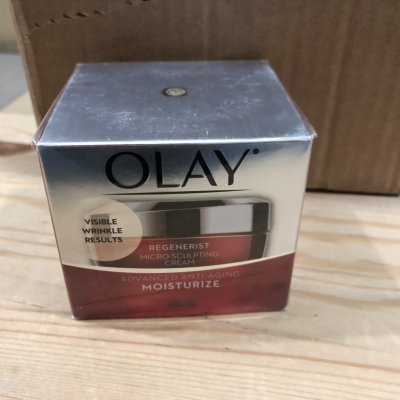 OLAY®
VISIBLE
WRINKLE
RESULTS
REGENERIST
MICRO-SCULPTING
CREAM
ADVANCED ANTI-AGING
MOISTURIZE